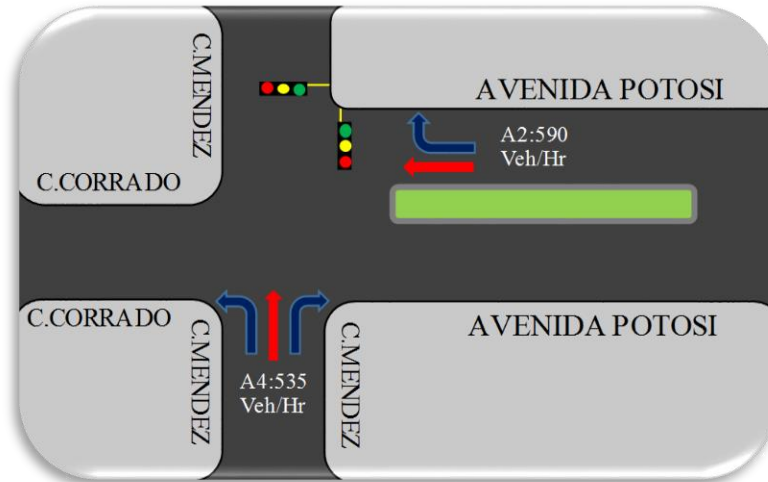 C.MENDEZ
AVENIDA POTOSI
A2:590
Veh/Hr
C.CORRADO
C.CORRADO
C.MENDEZ
A4:535
Veh/Hr
C.MENDEZ
AVENIDA POTOSI